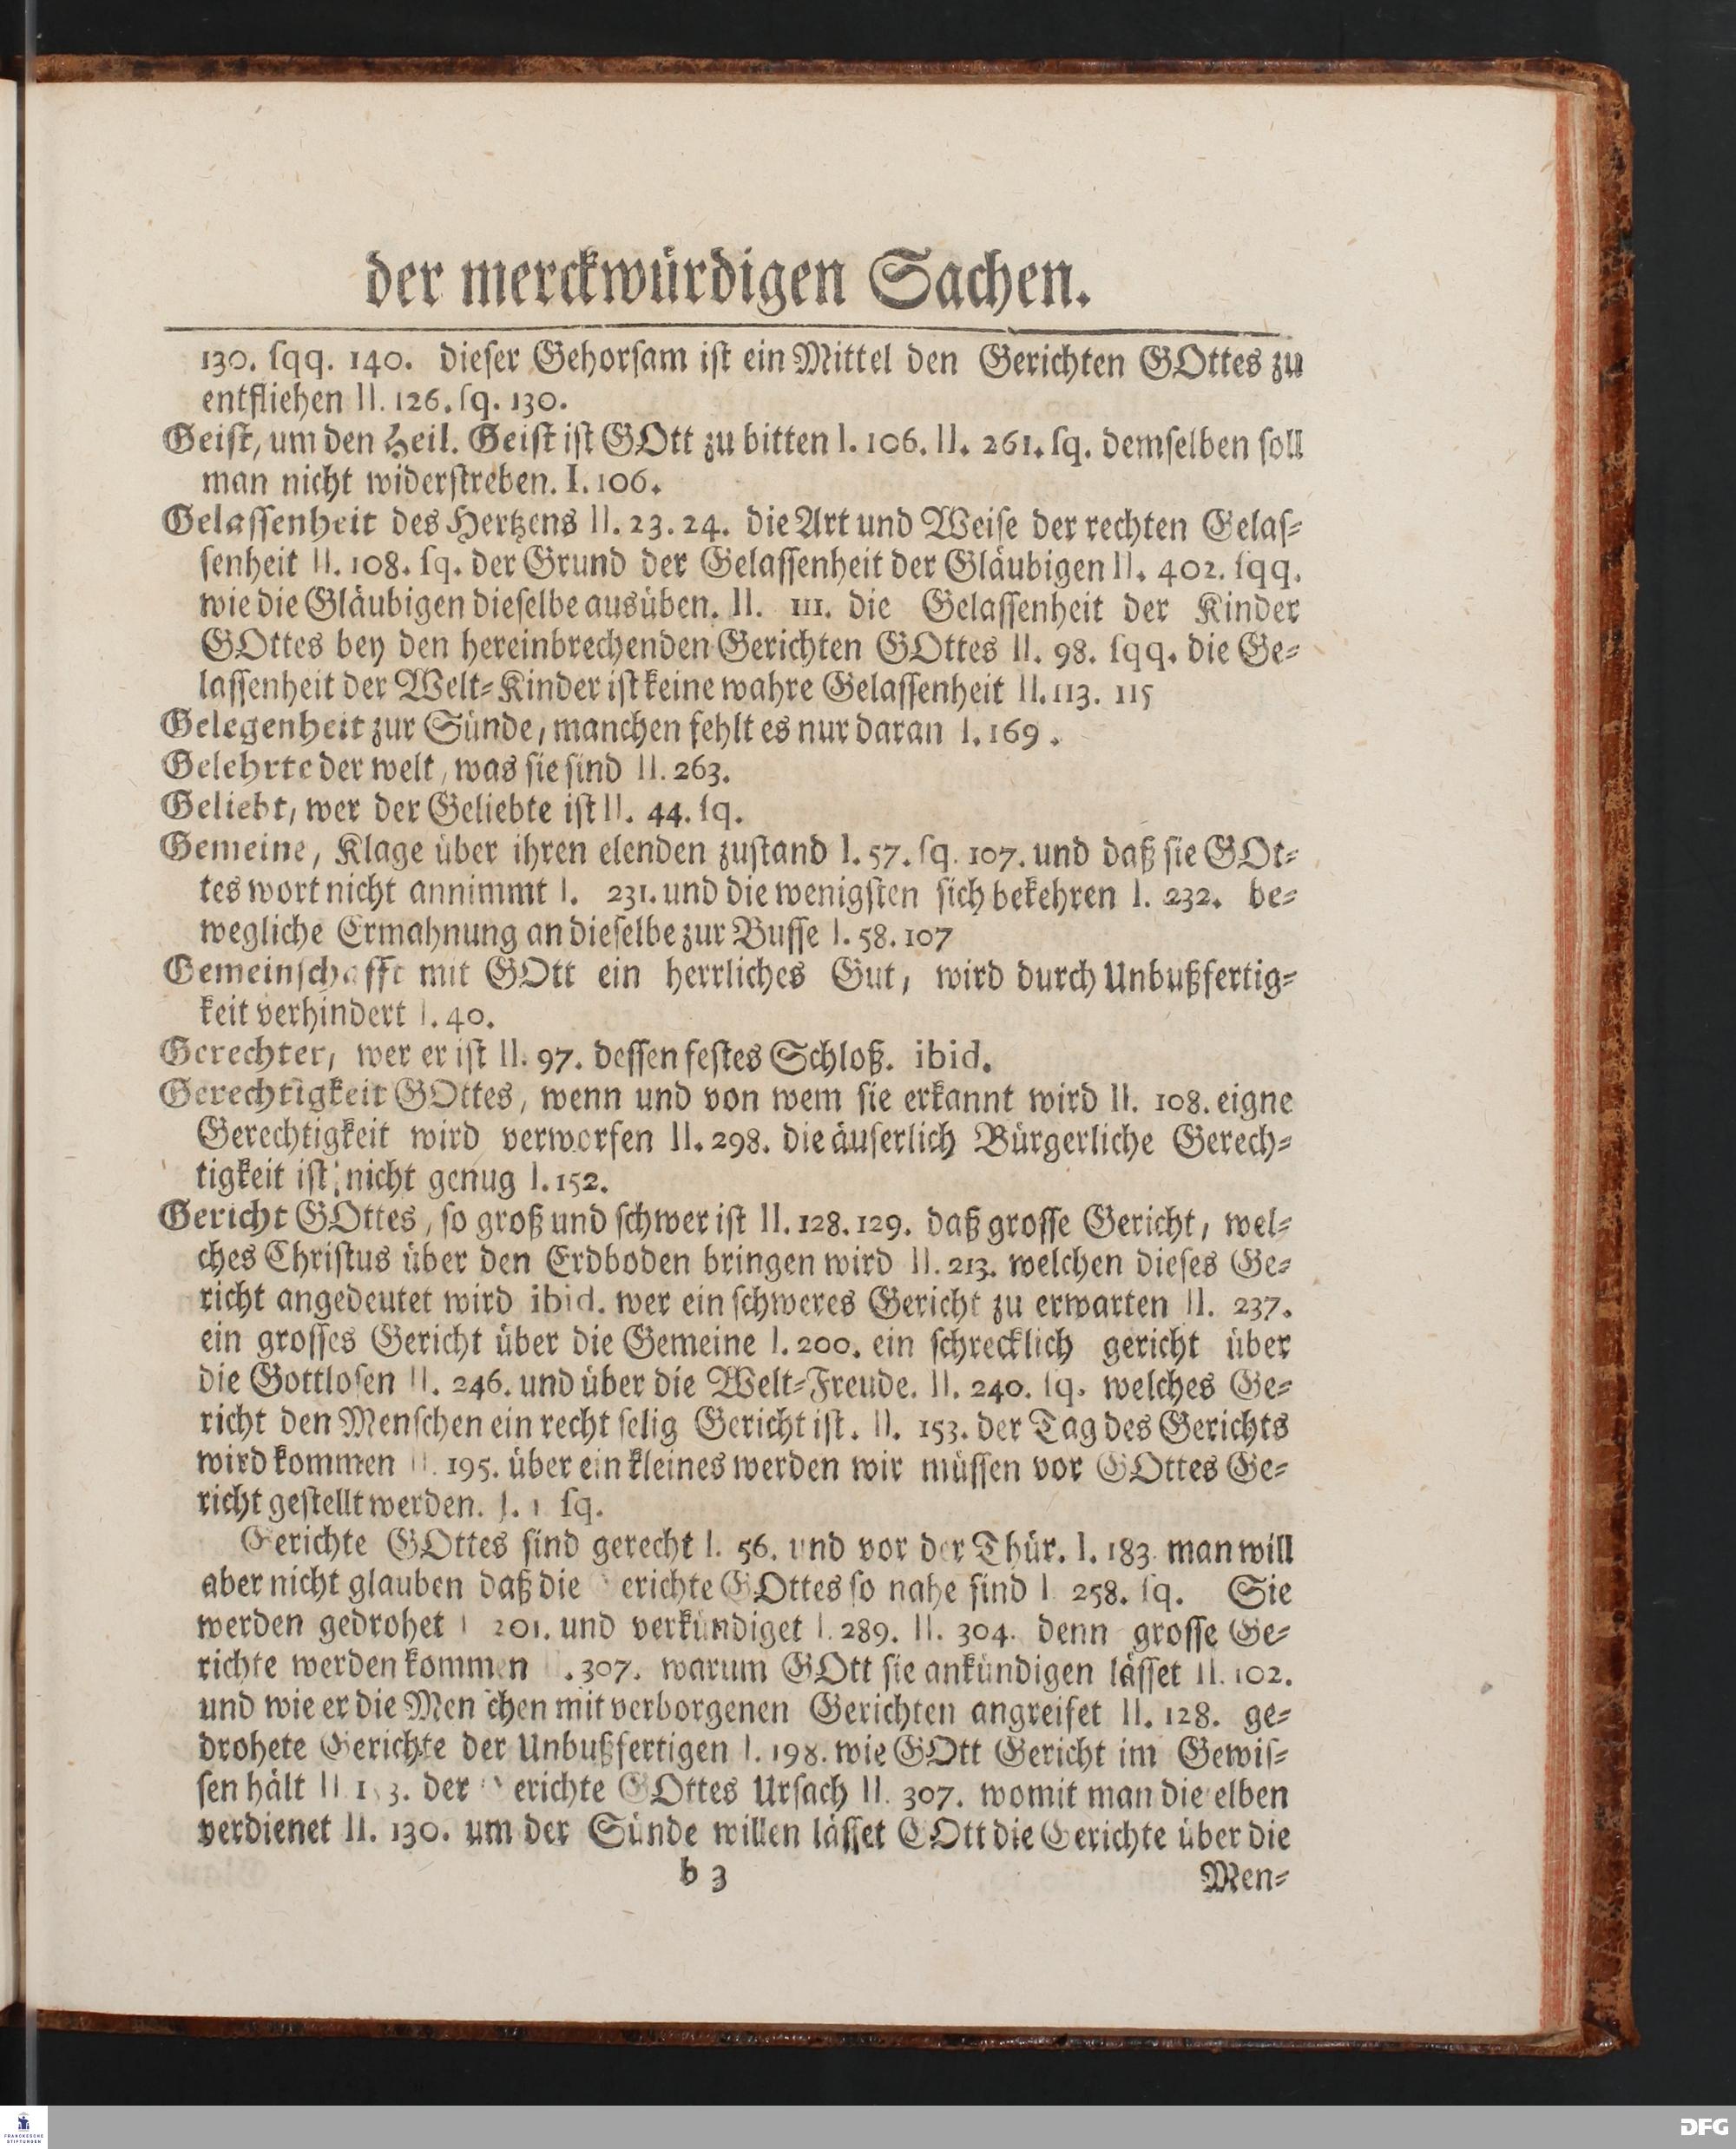 der merckwürdigen Sachen.
130. sqq. 140. dieser Gehorsam ist ein Mittel den Gerichten GOttes zu
entfliehen II. 126. sq. 130.
Geist, um den Heil. Geist ist GOtt zu bitten I. 106. II. 261. sq. demselben soll
man nicht widerstreben. I. 106.
Gelassenheit des Hertzens II. 23. 24. die Art und Weise der rechten Gelas-
senheit II. 108. sq. der Grund der Gelassenheit der Gläubigen II. 402. sqq.
wie die Gläubigen dieselbe ausüben. II. 111. die Gelassenheit der Kinder
GOttes bey den hereinbrechenden Gerichten GOttes II. 98. sqq. die Ge-
lassenheit der Welt-Kinder ist keine wahre Gelassenheit II. 113. 115
Gelegenheit zur Sünde, manchen fehlt es nur daran I. 169.
Gelehrte der welt, was sie sind II. 263.
Geliebt, wer der Geliebte ist II. 44. sq.
Gemeine, Klage über ihren elenden zustand I. 57. sq. 107. und daß sie GOt-
tes wort nicht annimmt I. 231. und die wenigsten sich bekehren I. 232. be-
wegliche Ermahnung an dieselbe zur Busse I. 58. 107
Gemeinschafft mit GOtt ein herrliches Gut, wird durch Unbußfertig-
keit verhindert I. 40.
Gerechter, wer er ist II. 97. dessen festes Schloß. ibid.
Gerechtigkeit GOttes, wenn und von wem sie erkannt wird II. 108. eigne
Gerechtigkeit wird verworfen II. 298. die äuserlich Bürgerliche Gerech-
tigkeit ist nicht genug I. 152.
Gericht GOttes, so groß und schwer ist II. 128. 129. daß grosse Gericht, wel-
ches Christus über den Erdboden bringen wird II. 213. welchen dieses Ge-
richt angedeutet wird ibid. wer ein schweres Gericht zu erwarten II. 237.
ein grosses Gericht über die Gemeine I. 200. ein schrecklich gericht über
die Gottlosen II. 246. und über die Welt-Freude. II. 240. sq. welches Ge-
richt den Menschen ein recht selig Gericht ist. II. 153. der Tag des Gerichts
wird kommen II. 195. über ein kleines werden wir müssen vor GOttes Ge-
richt gestellt werden. I. sq.
Gerichte GOttes sind gerecht I. 56. und vor der Thür. I. 183. man will
aber nicht glauben daß die Gerichte GOttes so nahe sind I. 258. sq. Sie
werden gedrohet I 201. und verkündiget I. 289. II. 304. denn grosse Ge-
richte werden kommen . 307. warum GOtt sie ankündigen lässet II. 102.
und wie er die Menschen mit verborgenen Gerichten angreifet II. 128. ge-
drohete Gerichte der Unbußfertigen I. 198. wie GOtt Gericht im Gewis-
sen hält II der Gerichte GOttes Ursach II. 307. womit man dieselben
verdienet II. 130. um der Sünde willen lässet GOtt die Gerichte über die
b 3
Men-
FRANCKESCHE
STIFTUNGEN
DFG